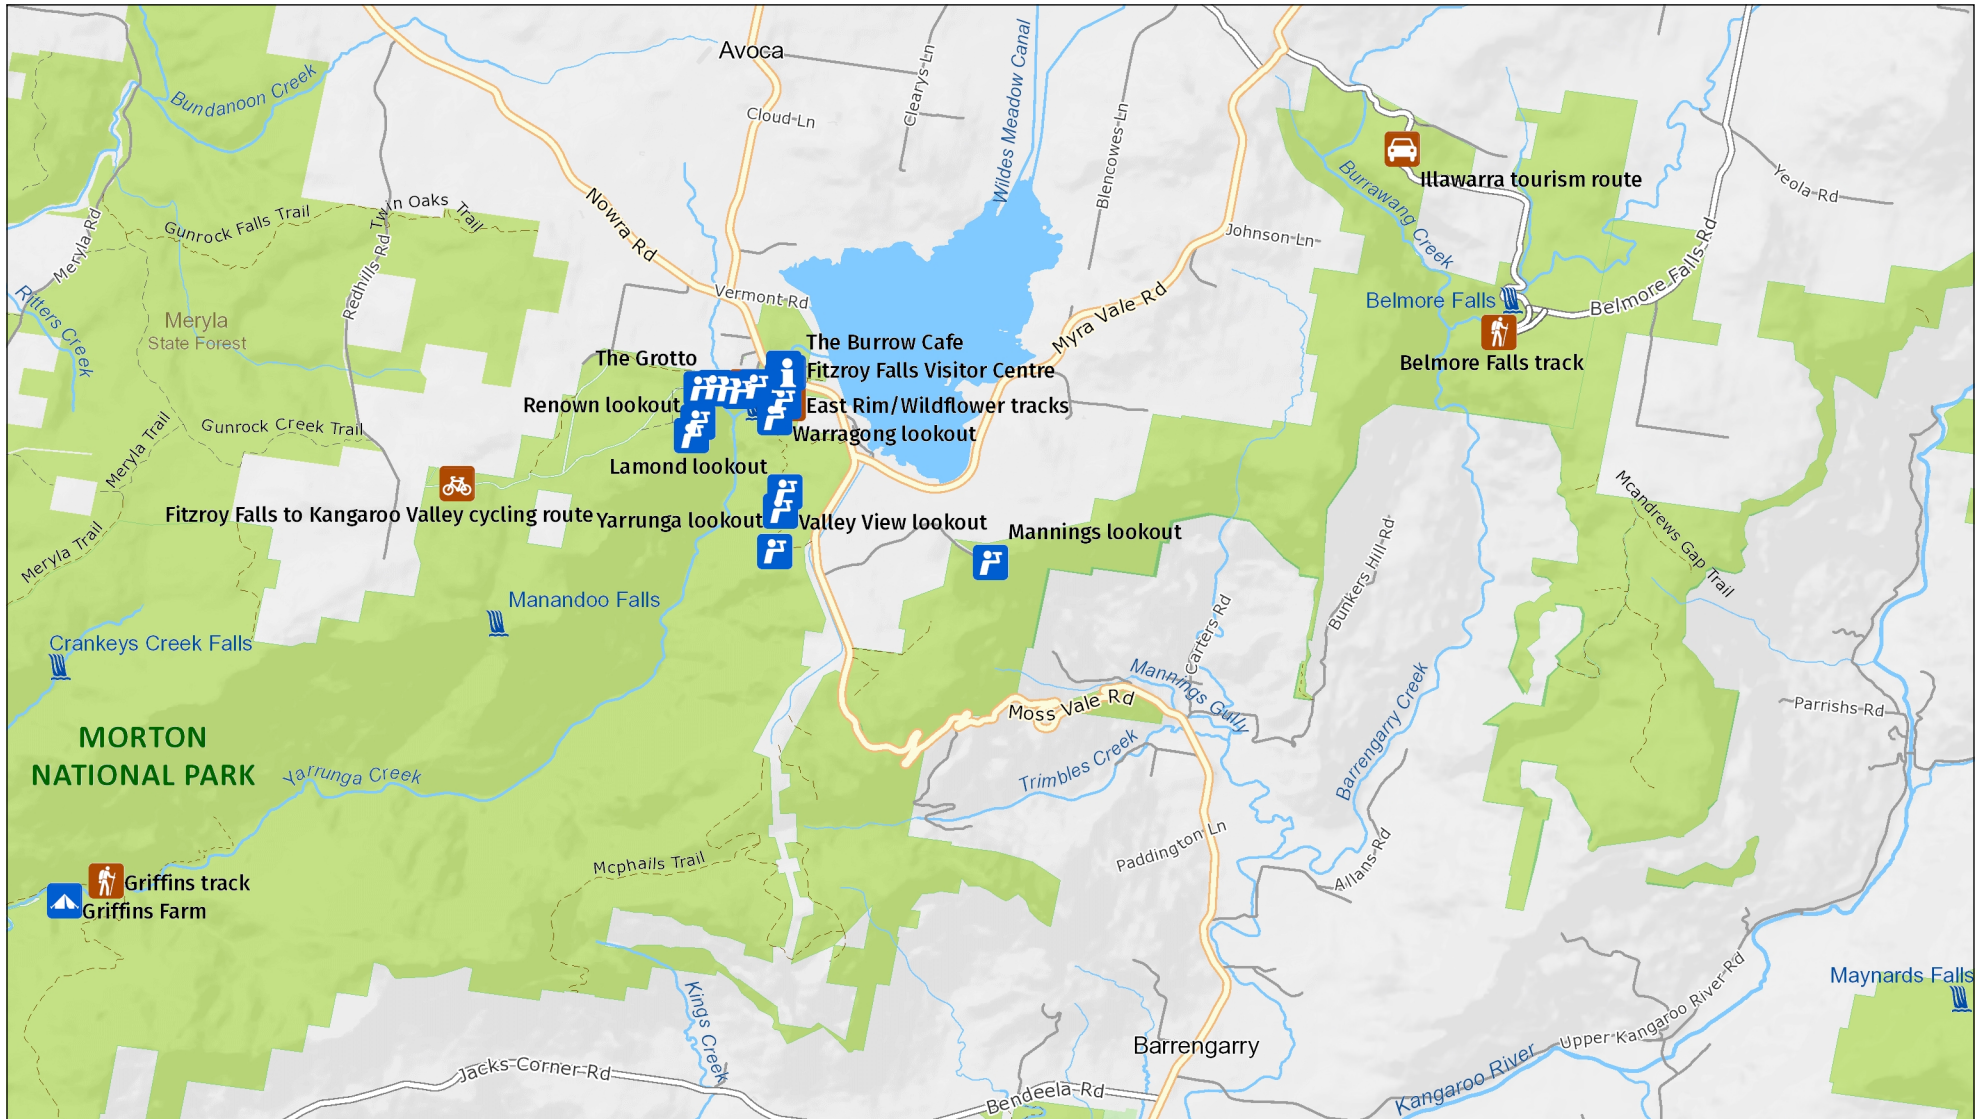 Avoca
Bundanoon Creek
Cloud Ln
Clearys Ln
Wildes Meadow Canal
Blencowes Ln
Burrawang Creek
Illawarra tourism route
Yeola Rd
Meryla Rd
Gunrock Falls Trail
Twin Oaks Trail
Nowra Rd
Johnson Ln
Redhills Rd
Vermont Rd
Myra Vale Rd
Belmore Falls
Belmore Falls Rd
Ritters Creek
Meryla
State Forest
The Grotto
The Burrow Cafe
Fitzroy Falls Visitor Centre
Belmore Falls track
Renown lookout
East Rim/Wildflower tracks
Warragong lookout
Meryla Trail
Gunrock Creek Trail
Lamond lookout
Fitzroy Falls to Kangaroo Valley cycling route
Yarrunga lookout
Valley View lookout
Mannings lookout
Mcandrews Gap Trail
Meryla Trail
Bunkers Hill Rd
Manandoo Falls
Crankeys Creek Falls
Carters Rd
Mannings Gully
Moss Vale Rd
Parrishs Rd
MORTON
NATIONAL PARK
Yarrunga Creek
Trimbles Creek
Barrengarry Creek
Paddington Ln
Allans Rd
Mcphails Trail
Griffins track
Griffins Farm
Maynards Falls
Kings Creek
Barrengarry
Upper Kangaroo River Rd
Jacks Corner Rd
Bendeela Rd
Kangaroo River